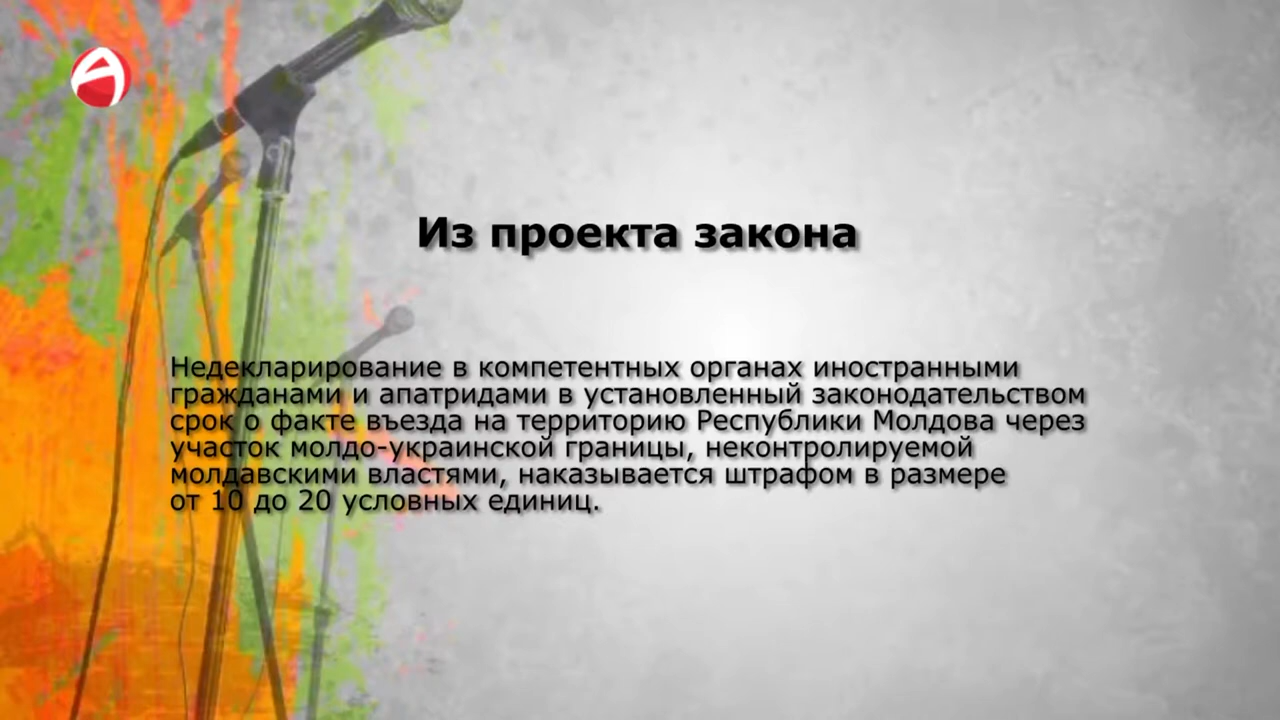 Из проекта закона
Недекларирование в компетентных органах иностранными
гражданами и апатридами в установленный законодательством
срок о факте въезда на территорию Республики Молдова через
участок молдо-украинской границы, неконтролируемой
молдавскими властями, наказывается штрафом в размере
от 10 до 20 условных единиц.